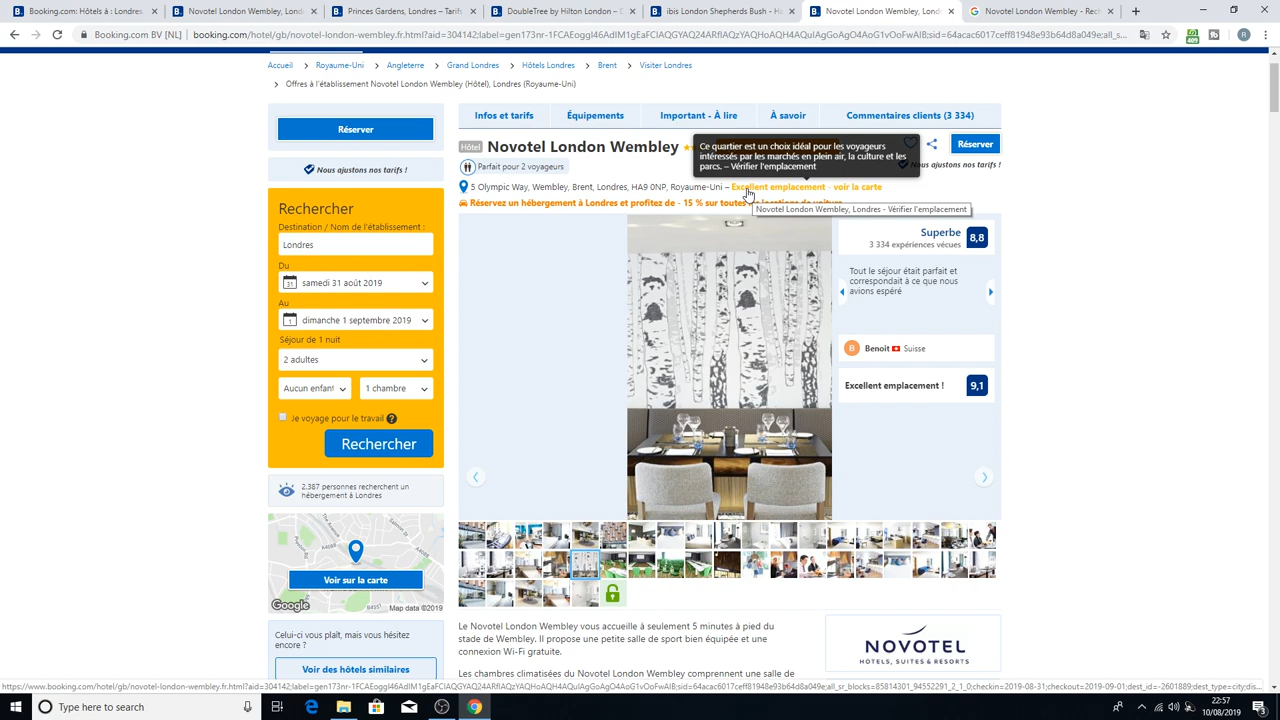 Booking.com: Hôtels à : Londres.
Novotel London Wembley, Lond
Princes Gardens, Londres – Tarifs
DoubleTree by Hilton London – D
ibis London Shepherds Bush - Ha
Novotel London Wembley, Londr
Novotel London Wembley - Rech
Booking.com BV [NL]
Accueil > Royaume-Uni > Angleterre > Grand Londres > Hôtels Londres > Brent > Visiter Londres
> Offres à l'établissement Novotel London Wembley (Hôtel), Londres (Royaume-Uni)
Réserver
Nous ajustons nos tarifs !
Rechercher
Destination / Nom de l'établissement :
Londres
Du
31
samedi 31 août 2019
Au
1
dimanche 1 septembre 2019
Séjour de 1 nuit
2 adultes
Aucun enfant
1 chambre
Je voyage pour le travail ?
Rechercher
2.387 personnes recherchent un
hébergement à Londres
Voir sur la carte
Google
Map data ©2019
Celui-ci vous plaît, mais vous hésitez
encore ?
Voir des hôtels similaires
Infos et tarifs
Équipements
Important - À lire
À savoir
Commentaires clients (3 334)
Hôtel Novotel London Wembley
Ce quartier est un choix idéal pour les voyageurs
intéressés par les marchés en plein air, la culture et les
parcs. – Vérifier l'emplacement
Réserver
Nous ajustons nos tarifs !
Parfait pour 2 voyageurs
5 Olympic Way, Wembley, Brent, Londres, HA9 0NP, Royaume-Uni – Excellent emplacement - voir la carte
Réservez un hébergement à Londres et profitez de - 15 % sur toutes
Novotel London Wembley, Londres - Vérifier l'emplacement
Superbe
8,8
3 334 expériences vécues
Tout le séjour était parfait et
correspondait à ce que nous
avions espéré
B
Benoit
Suisse
Excellent emplacement !
9,1
Le Novotel London Wembley vous accueille à seulement 5 minutes à pied du
stade de Wembley. Il propose une petite salle de sport bien équipée et une
connexion Wi-Fi gratuite.
Les chambres climatisées du Novotel London Wembley comprennent une salle de
NOVOTEL
HOTELS, SUITES & RESORTS
Type here to search
22:57
10/08/2019
3